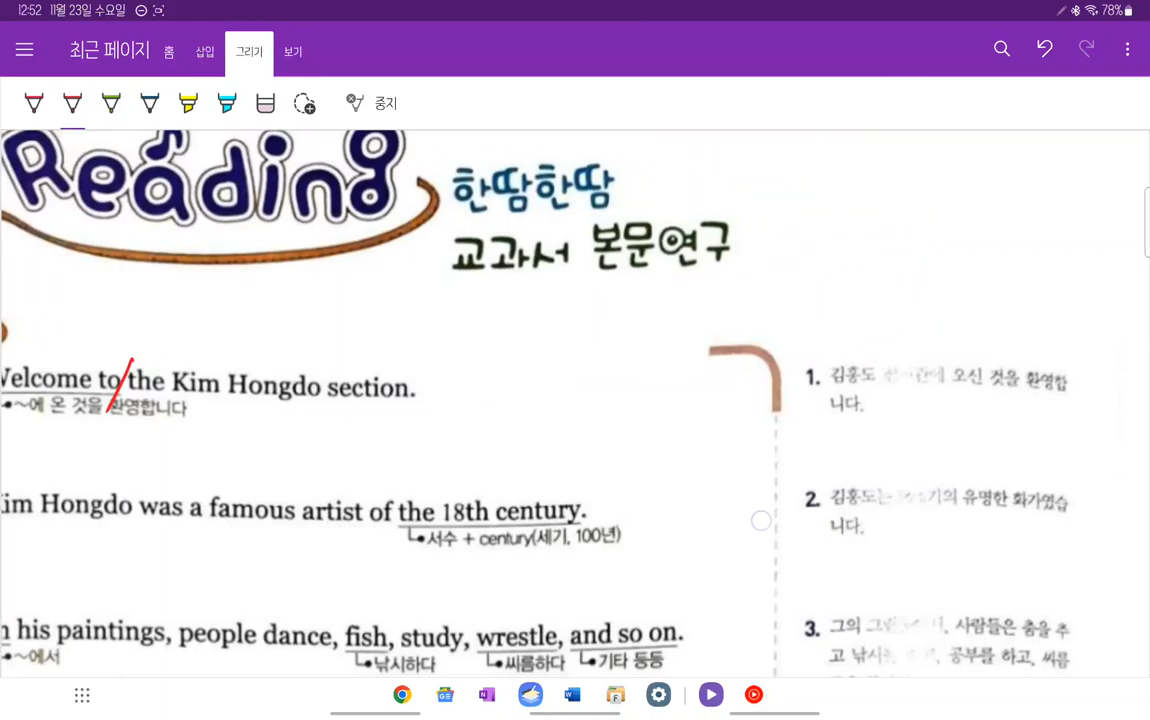 12:52 11월 23일 수요일
78%
최근 페이지 홈 삽입 그리기 보기
중지
Reading
한땀한땀
교과서 본문연구
elcome to the Kim Hongdo section.
~에 온 것을 환영합니다
im Hongdo was a famous artist of the 18th century.
서수 + century(세기, 100년)
his paintings, people dance, fish, study, wrestle, and so on.
~에서 낚시하다 씨름하다 기타 등등
1. 김홍도 오신 것을 환영합
니다.
2. 김홍도는 유명한 화가였습
니다.
3. 그의 사람들은 춤을 추
고 공부를 하고, 씨름